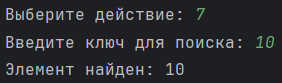 Выберите действие: 7
Введите ключ для поиска: 10
Элемент найден: 10